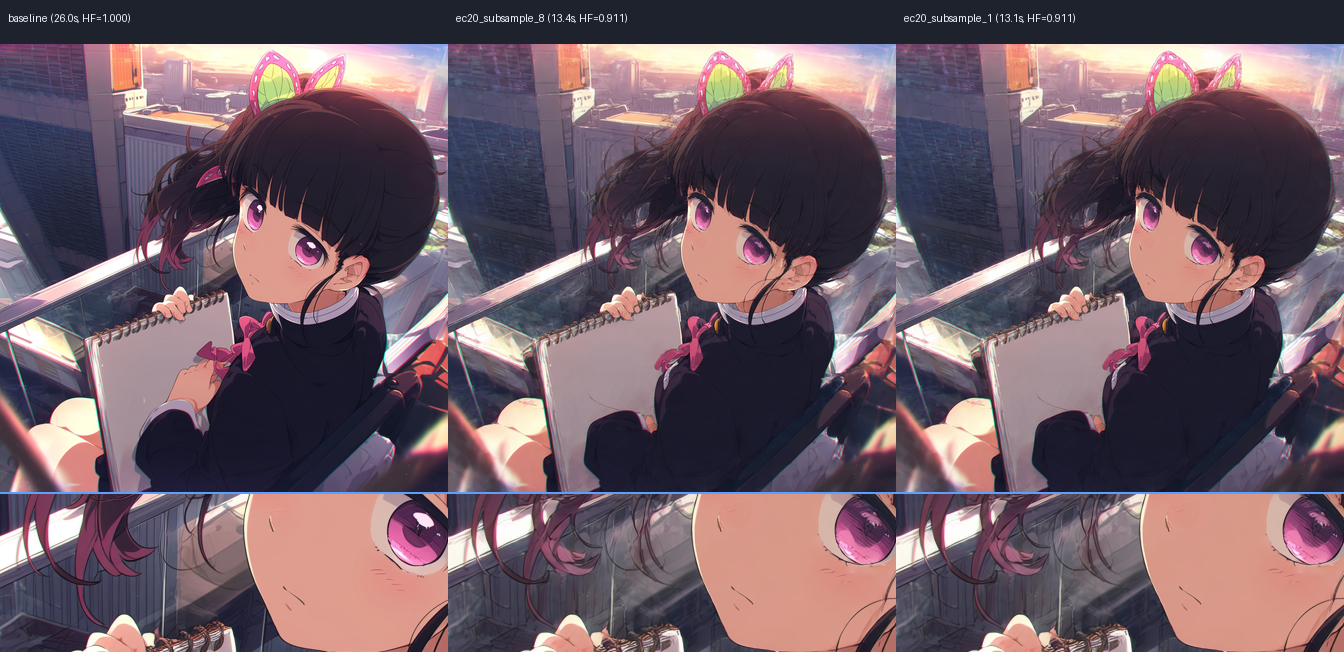 baseline (26.0s, HF=1.000)
ec20_subsample_8 (13.4s, HF=0.911)
ec20_subsample_1 (13.1s, HF=0.911)